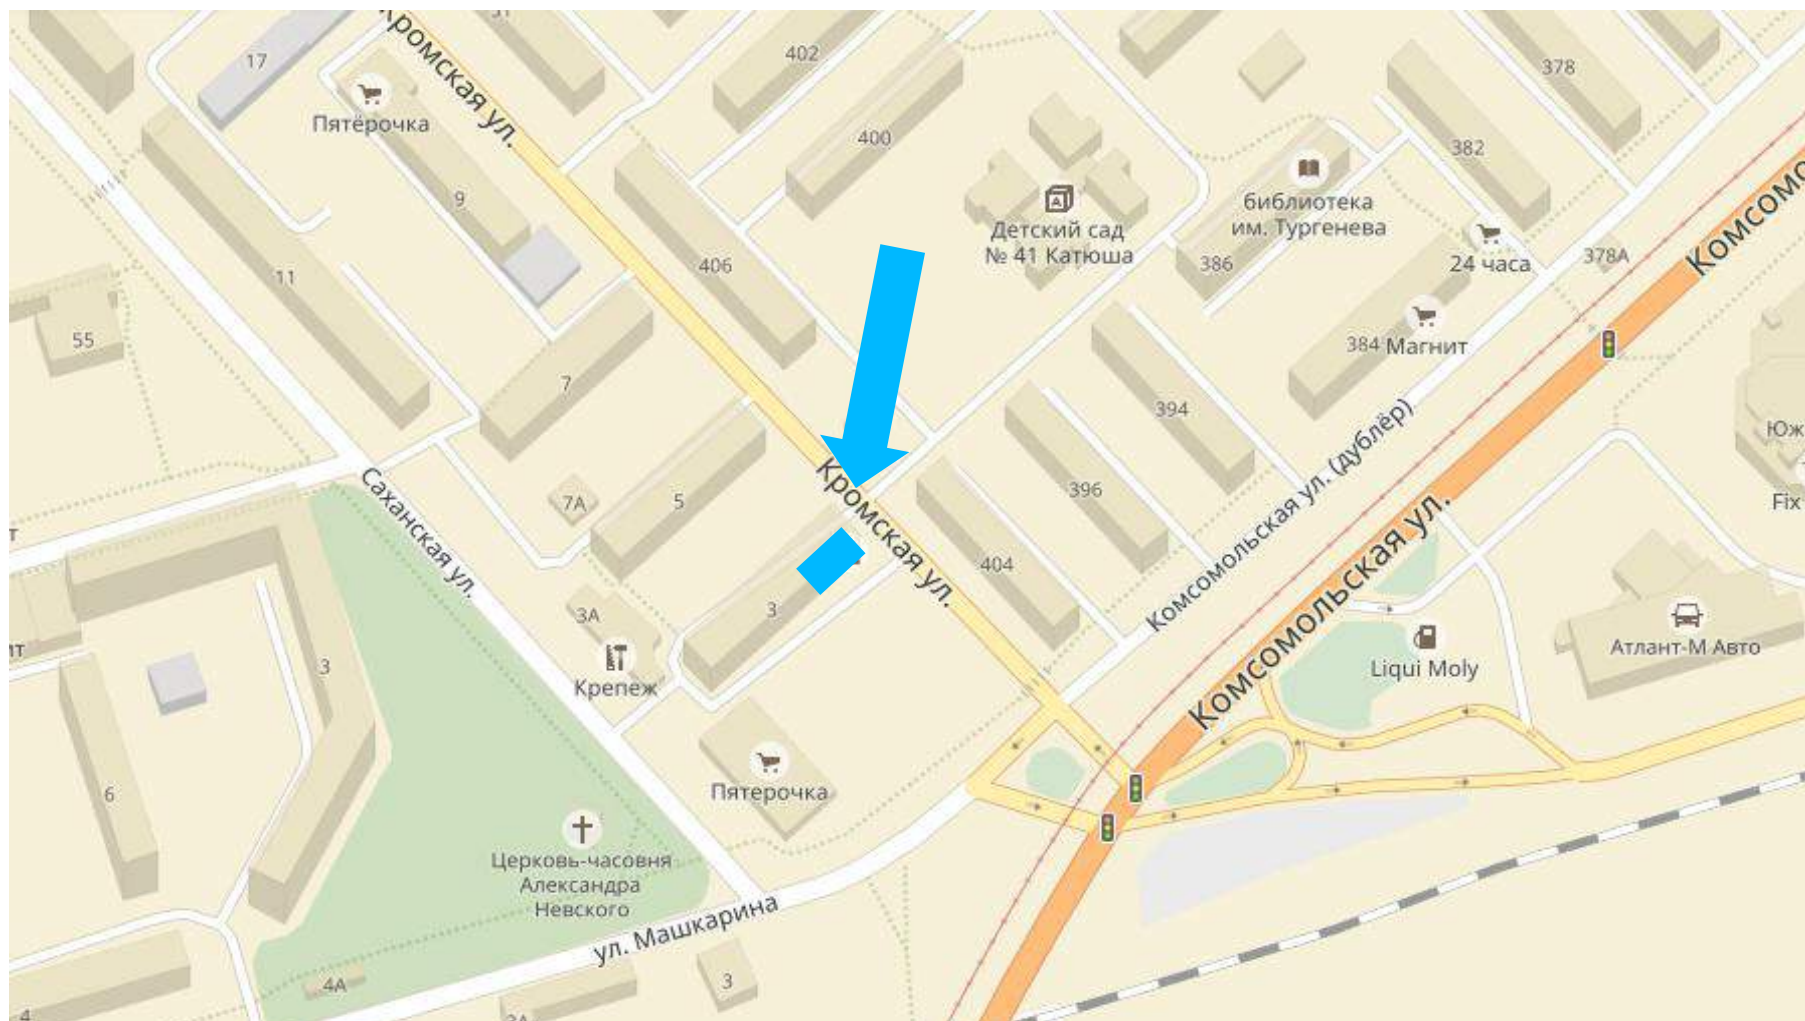 Кромская ул.
17
Пятёрочка
9
402
400
378
382
библиотека
им. Тургенева
Детский сад
№ 41 Катюша
386
24 часа
378А
Комсомо
11
406
55
7
384 Магнит
394
Юж
5
7А
396
Fix
Саханская ул.
Кромская ул.
Комсомольская ул. (дублёр)
Комсомольская ул.
404
3А
3
Крепеж
Liqui Moly
Атлант-М Авто
3
6
Пятерочка
Церковь-часовня
Александра
Невского
ул. Машкарина
4А
3